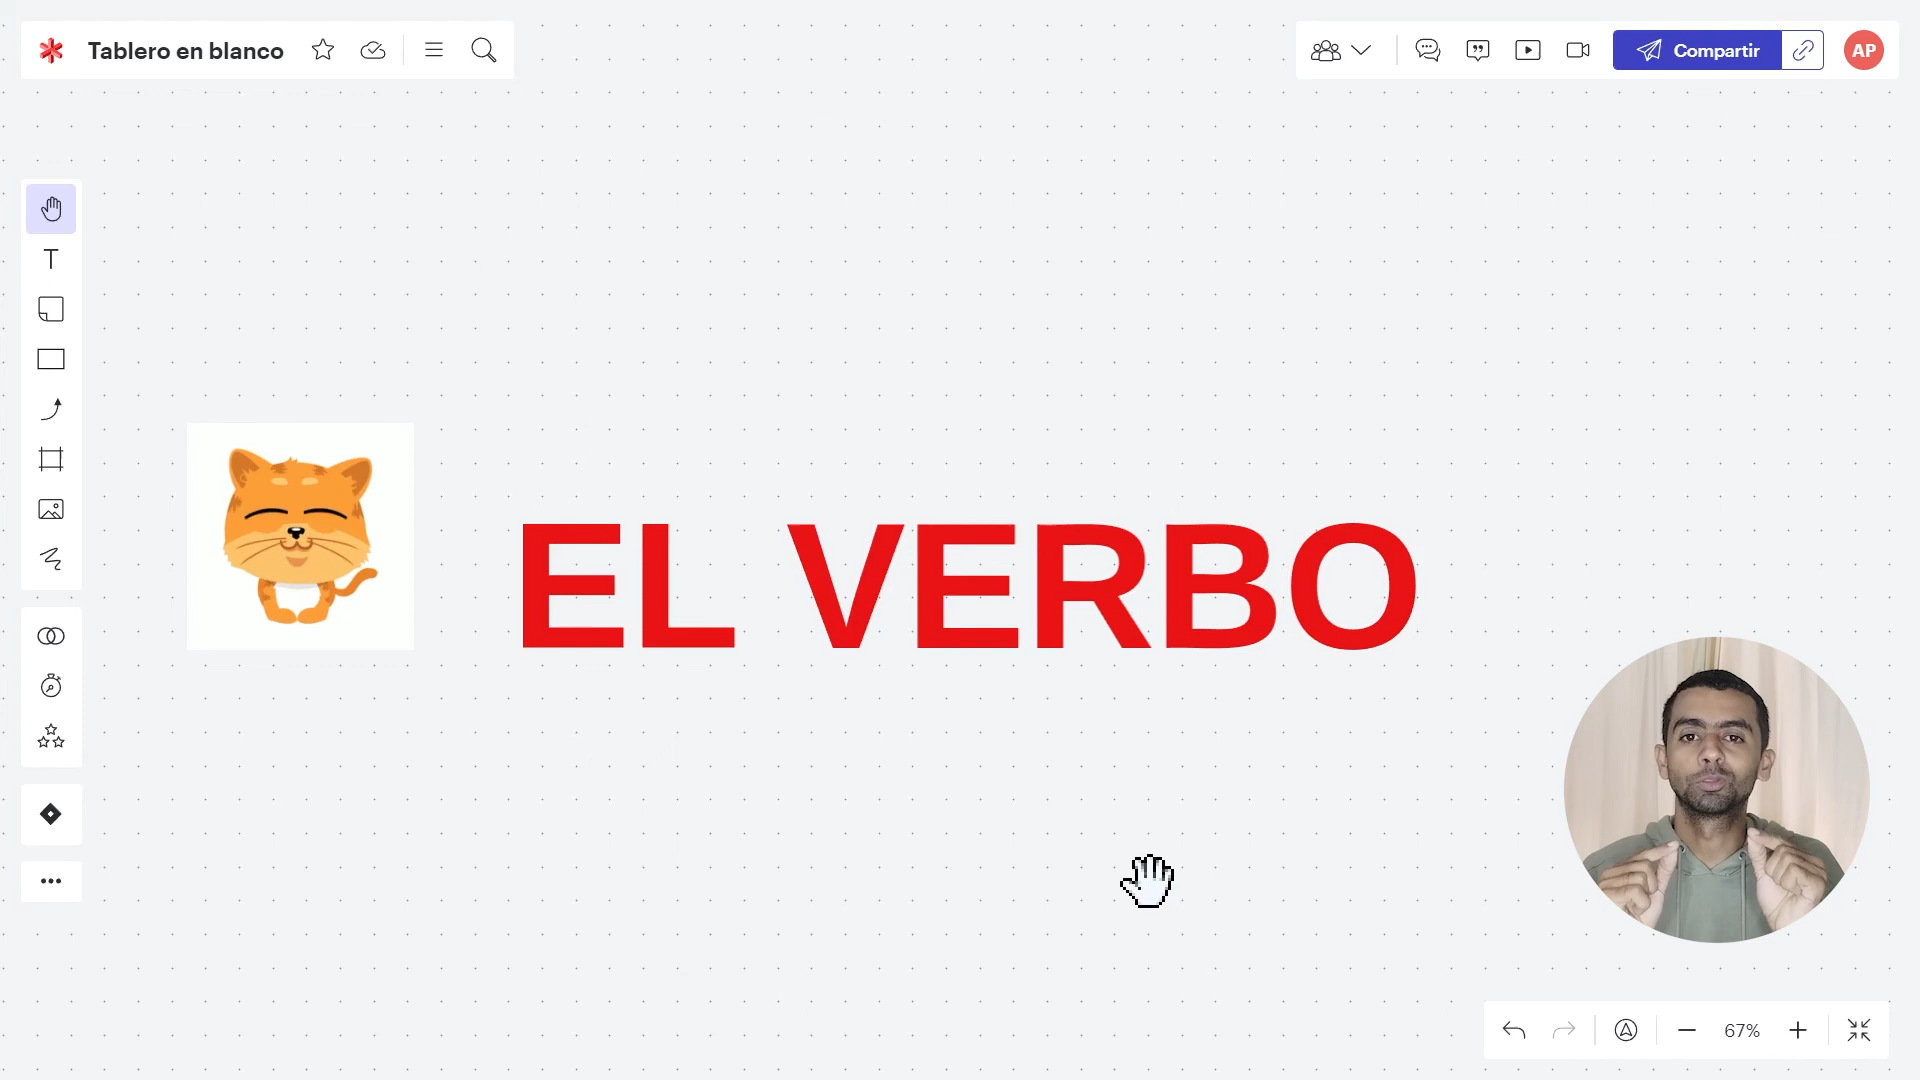 Tablero en blanco
Compartir
AP
T
EL VERBO
67%